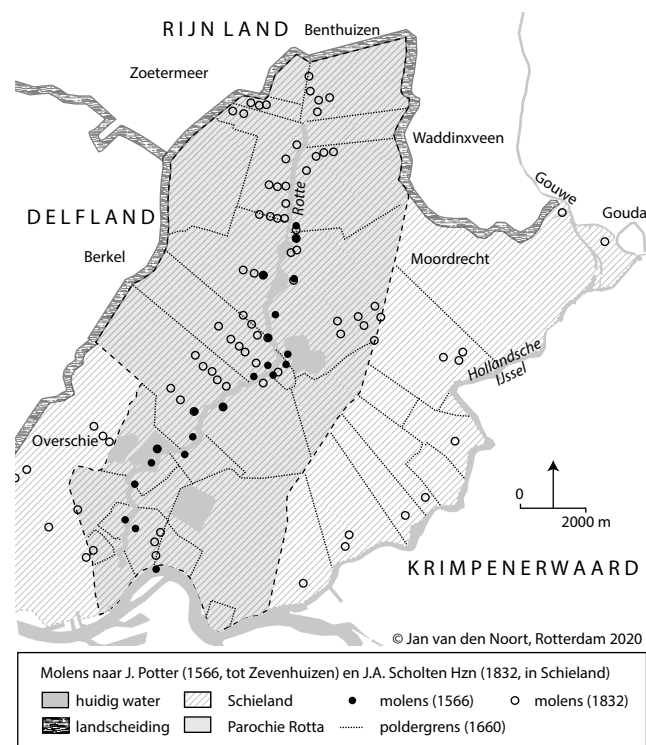 RIJNLAND
Benthuizen
Zoetermeer
Waddinxveen
Rotte
Gouwe
Gouda
DELFLAND
Berkel
Moordrecht
Hollandsche
IJssel
Overschie
0
2000 m
KRIMPENERWAARD
© Jan van den Noort, Rotterdam 2020
Molens naar J. Potter (1566, tot Zevenhuizen) en J.A. Scholten Hzn (1832, in Schieland)
huidig water Schieland molens (1566) molens (1832)
landscheiding Parochie Rotta poldergrens (1660)